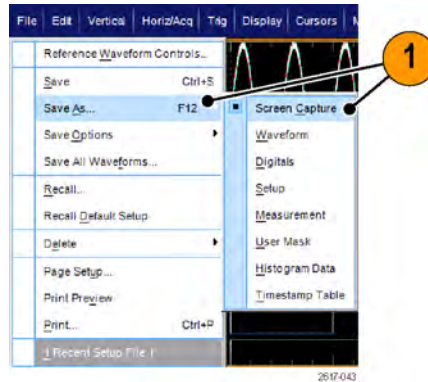 File Edit Vertical Horiz/Acq Trig Display Cursors
Reference Waveform Controls...
Save Ctrl+S
Save As... F12
Save Options
Save All Waveforms...
Recall...
Recall Default Setup
Delete
Page Setup...
Print Preview
Print... Ctrl+P
1 Recent Setup File 1
Screen Capture
Waveform
Digitals
Setup
Measurement
User Mask
Histogram Data
Timestamp Table
1
2617-043